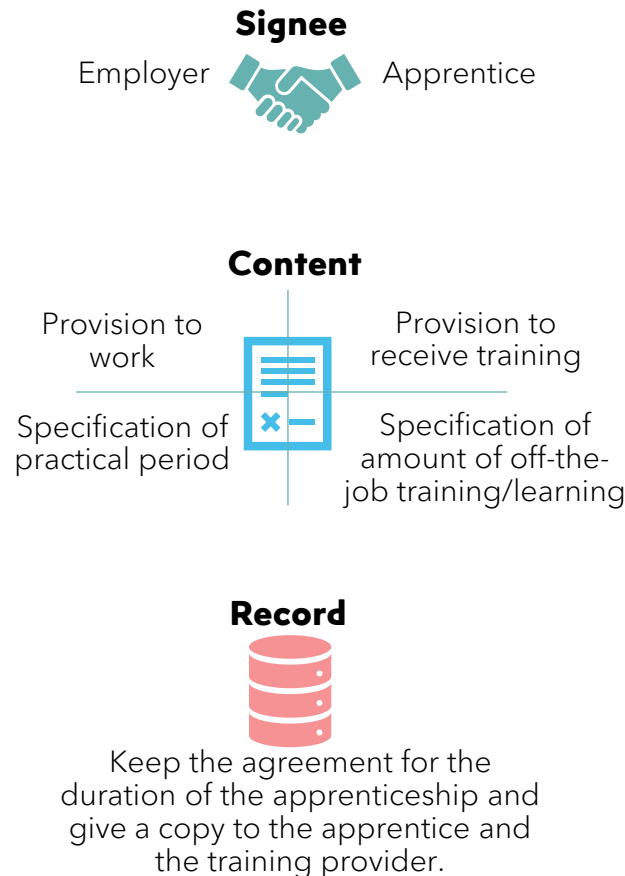 Signee
Employer
Apprentice
Content
Provision to
work
Provision to
receive training
Specification of
practical period
Specification of
amount of off-the-
job training/learning
Record
Keep the agreement for the
duration of the apprenticeship and
give a copy to the apprentice and
the training provider.